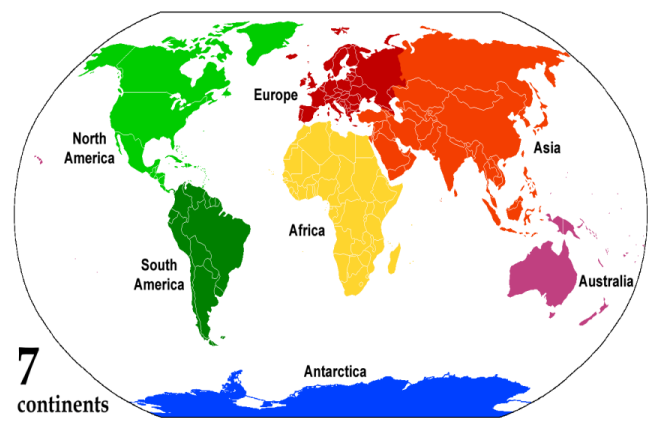 Europe
North
America
Asia
Africa
South
America
Australia
Antarctica
7
continents